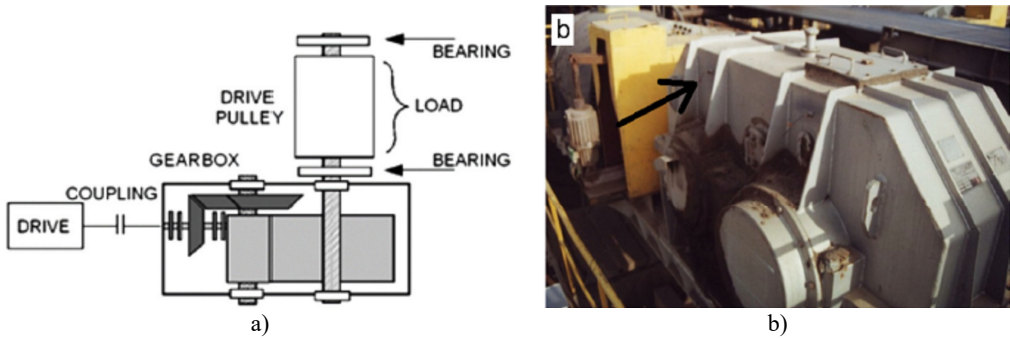 BEARING
DRIVE
PULLEY
LOAD
GEARBOX
BEARING
COUPLING
DRIVE
a)
b
b)